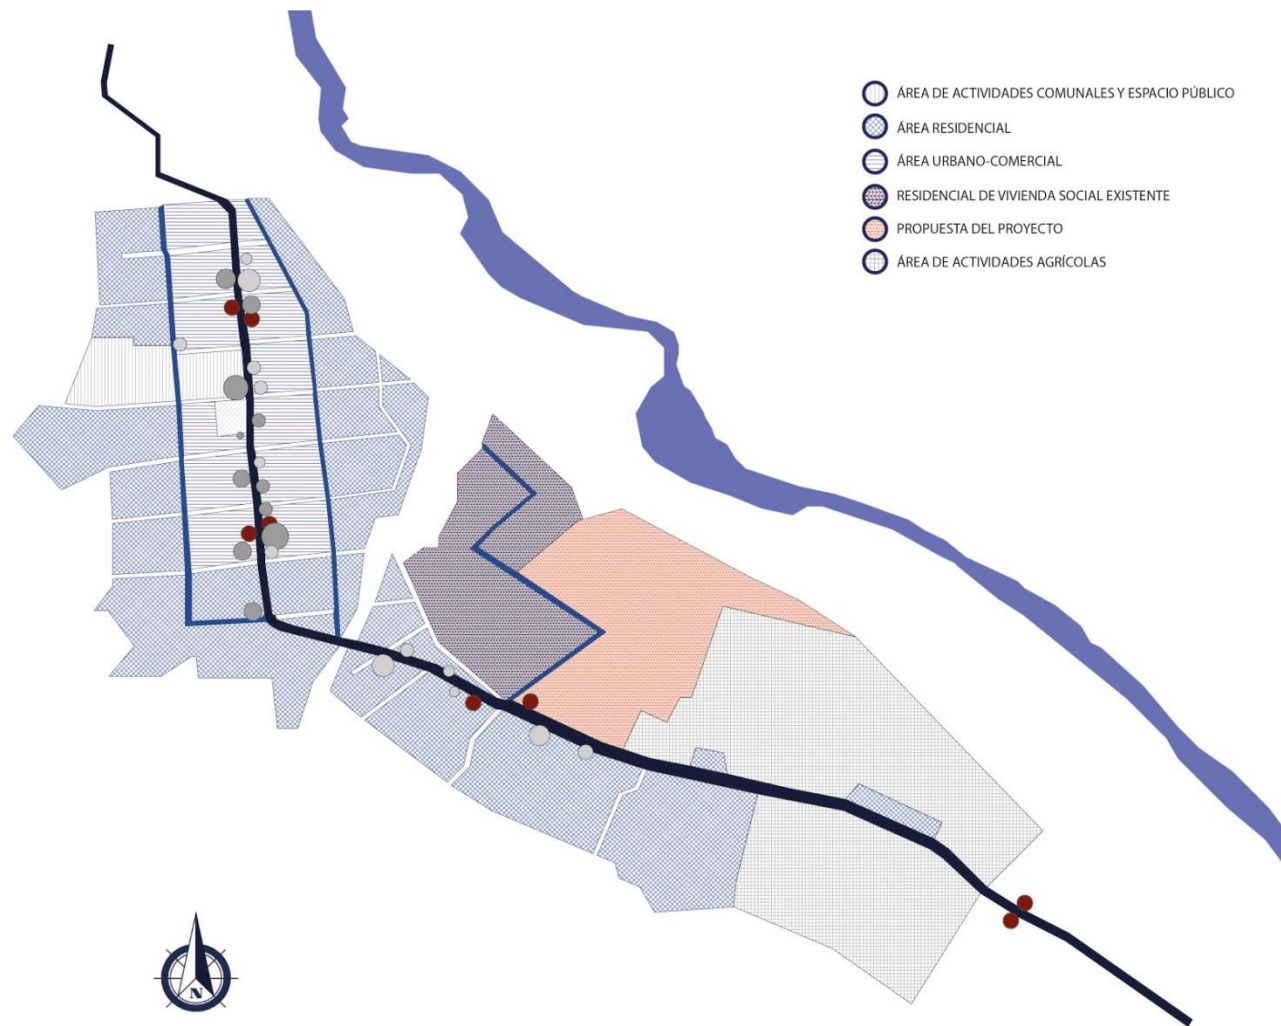 ÁREA DE ACTIVIDADES COMUNALES Y ESPACIO PÚBLICO
ÁREA RESIDENCIAL
ÁREA URBANO-COMERCIAL
RESIDENCIAL DE VIVIENDA SOCIAL EXISTENTE
PROPUESTA DEL PROYECTO
ÁREA DE ACTIVIDADES AGRÍCOLAS
N